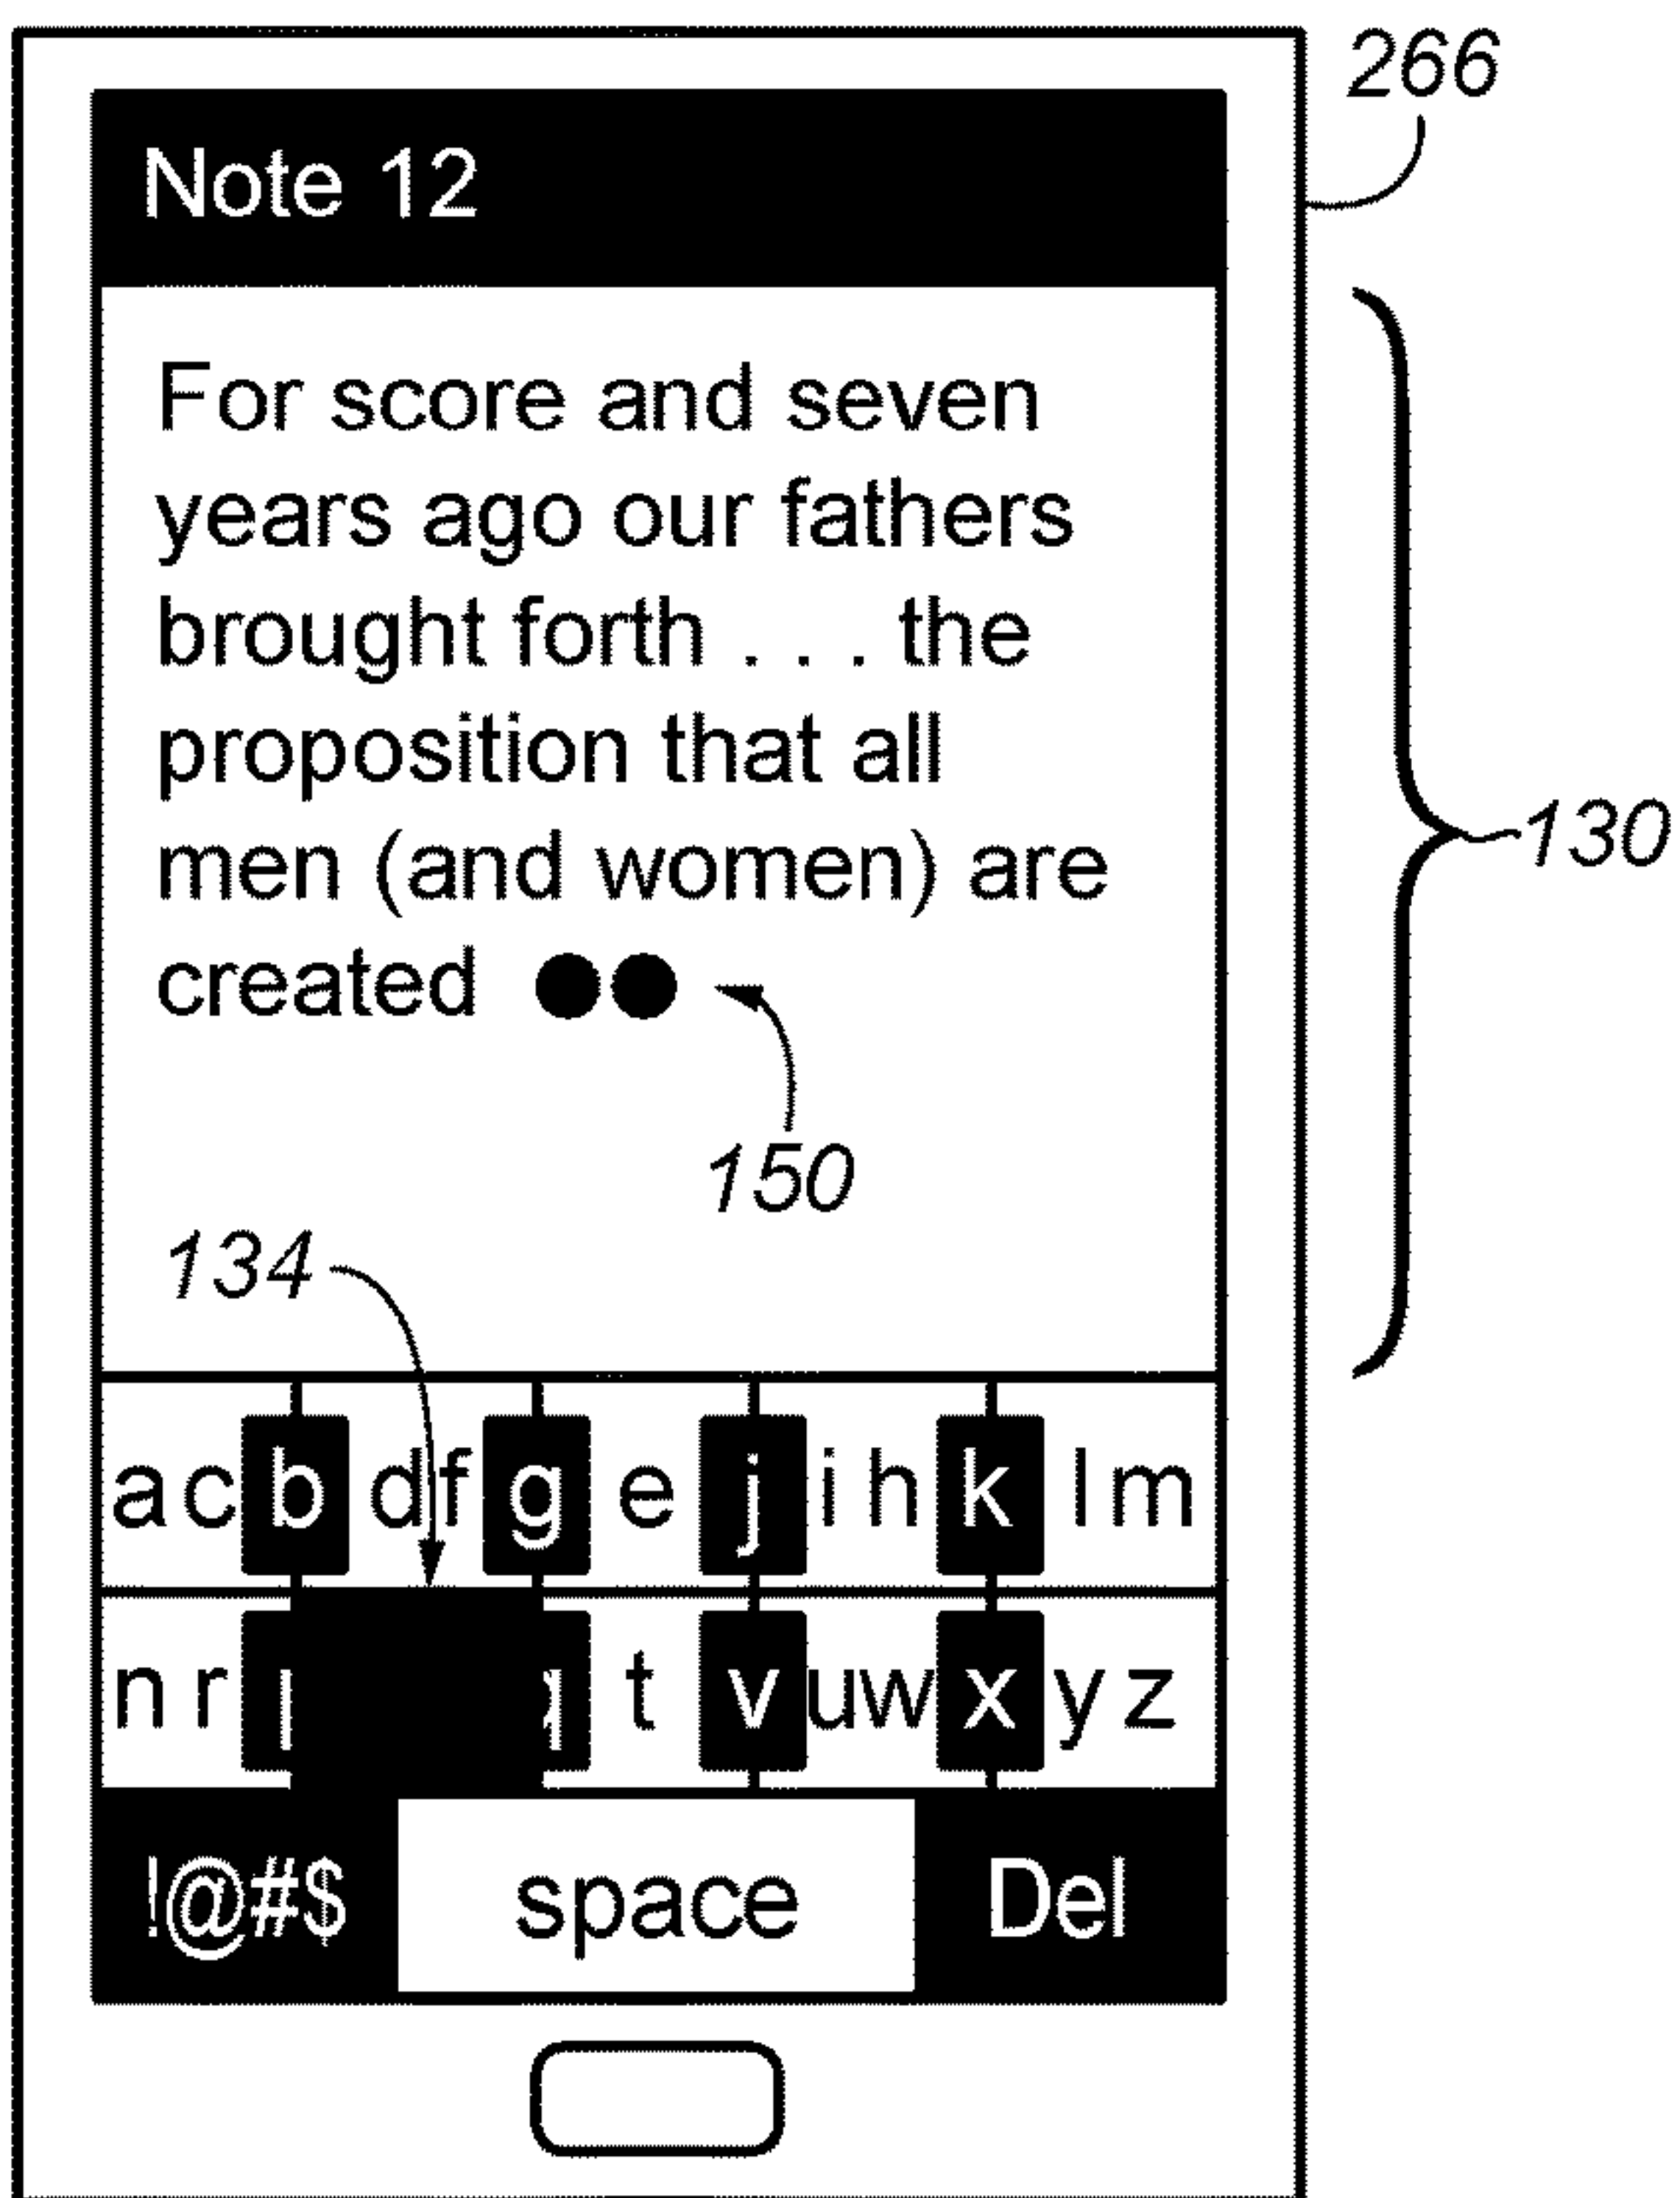 266
Note 12
For score and seven
years ago our fathers
brought forth . . . the
proposition that all
men (and women) are
created ●●
130
150
134
a c b d f g e j i h k l m
n r t v u w x y z
!@#$ space Del